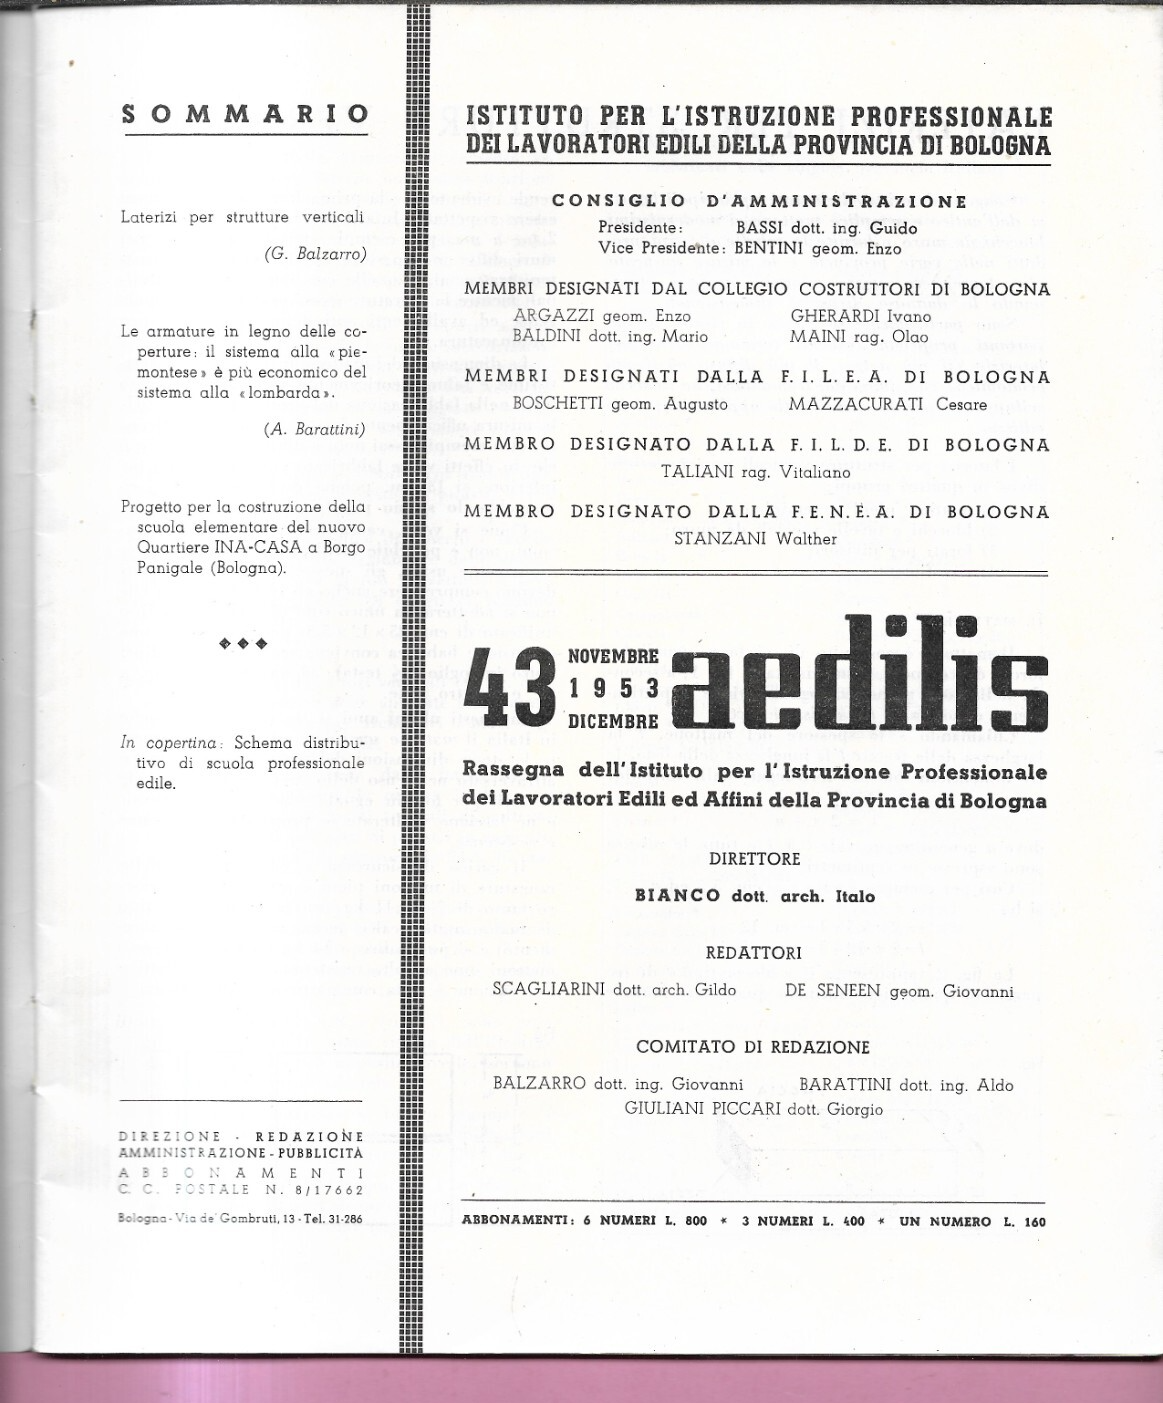 SOMMARIO
Laterizi per strutture verticali
(G. Balzarro)
Le armature in legno delle co-
perture: il sistema alla «pie-
montese» è più economico del
sistema alla «lombarda».
(A. Barattini)
Progetto per la costruzione della
scuola elementare del nuovo
Quartiere INA-CASA a Borgo
Panigale (Bologna).
In copertina: Schema distribu-
tivo di scuola professionale
edile.
DIREZIONE - REDAZIONE
AMMINISTRAZIONE - PUBBLICITÀ
ABBONAMENTI
C. C. POSTALE N. 8/17662
Bologna - Via de' Gombruti, 13 - Tel. 31-286
ISTITUTO PER L'ISTRUZIONE PROFESSIONALE
DEI LAVORATORI EDILI DELLA PROVINCIA DI BOLOGNA
CONSIGLIO D'AMMINISTRAZIONE
Presidente: BASSI dott. ing. Guido
Vice Presidente: BENTINI geom. Enzo
MEMBRI DESIGNATI DAL COLLEGIO COSTRUTTORI DI BOLOGNA
ARGAZZI geom. Enzo GHERARDI Ivano
BALDINI dott. ing. Mario MAINI rag. Olao
MEMBRI DESIGNATI DALLA F. I. L. E. A. DI BOLOGNA
BOSCHETTI geom. Augusto MAZZACURATI Cesare
MEMBRO DESIGNATO DALLA F. I. L. D. E. DI BOLOGNA
TALIANI rag. Vitaliano
MEMBRO DESIGNATO DALLA F. E. N. E. A. DI BOLOGNA
STANZANI Walther
43 NOVEMBRE 1953 DICEMBRE aedilis
Rassegna dell'Istituto per l'Istruzione Professionale
dei Lavoratori Edili ed Affini della Provincia di Bologna
DIRETTORE
BIANCO dott. arch. Italo
REDATTORI
SCAGLIARINI dott. arch. Gildo DE SENEEN geom. Giovanni
COMITATO DI REDAZIONE
BALZARRO dott. ing. Giovanni BARATTINI dott. ing. Aldo
GIULIANI PICCARI dott. Giorgio
ABBONAMENTI: 6 NUMERI L. 800 * 3 NUMERI L. 400 * UN NUMERO L. 160